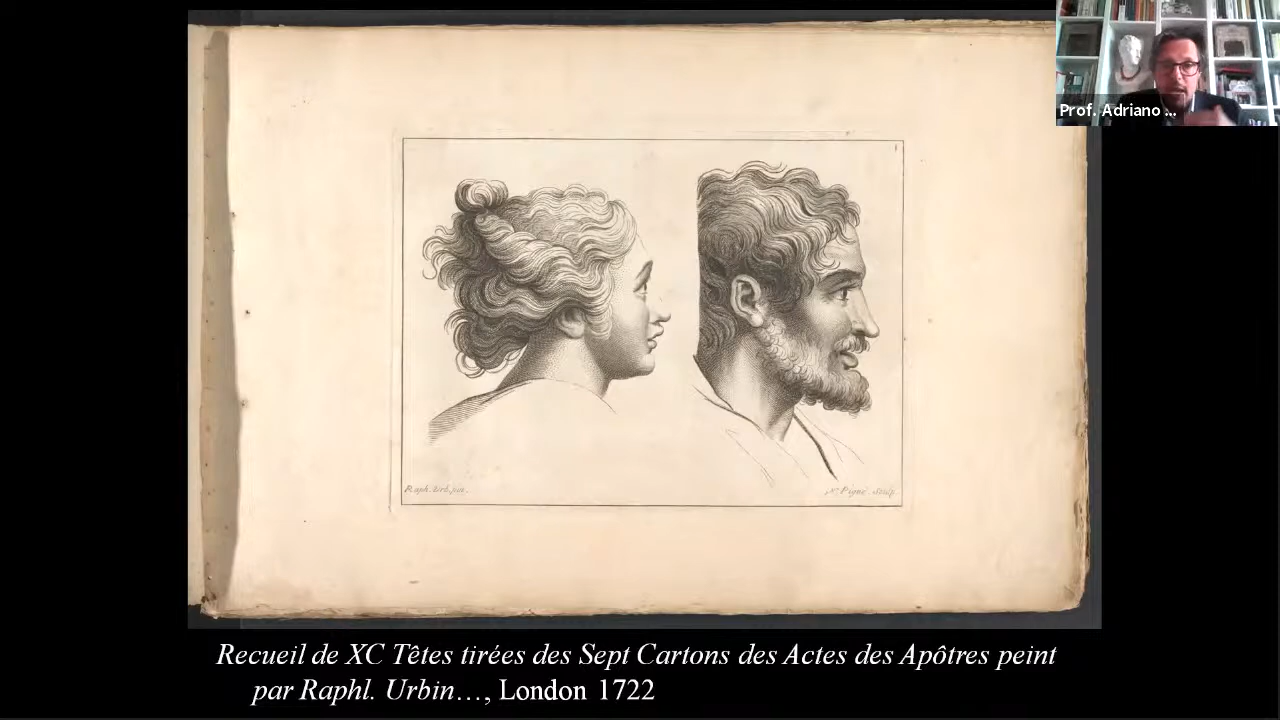 Prof. Adriano ...
1
Raph. Urb. pin.
N. Pigné. Sculp
Recueil de XC Têtes tirées des Sept Cartons des Actes des Apôtres peint
par Raphl. Urbin…, London 1722